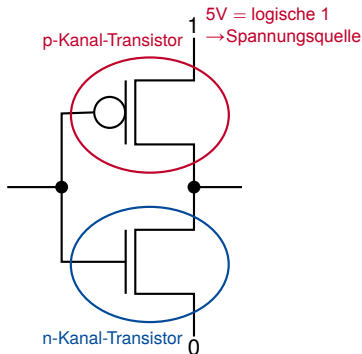 1
5V = logische 1
p-Kanal-Transistor
→Spannungsquelle
n-Kanal-Transistor
0